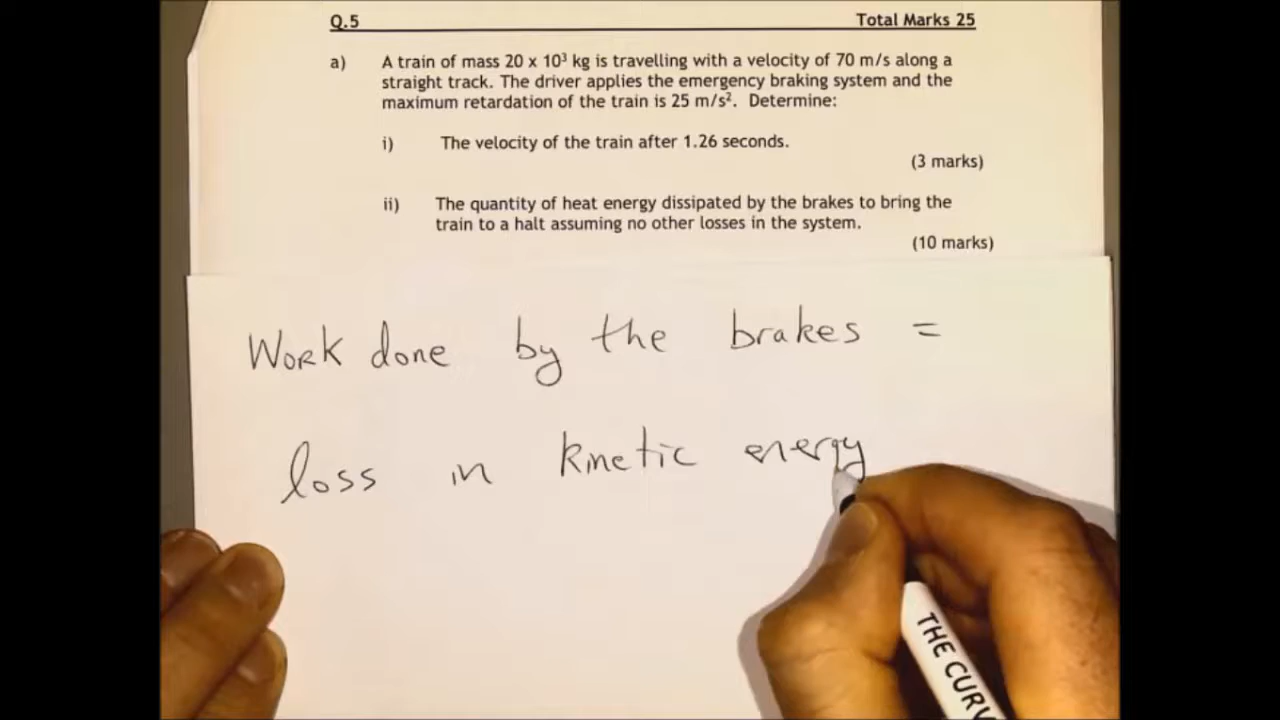 Q.5 Total Marks 25
a) A train of mass 20 x 10³ kg is travelling with a velocity of 70 m/s along a
straight track. The driver applies the emergency braking system and the
maximum retardation of the train is 25 m/s². Determine:
i) The velocity of the train after 1.26 seconds.
(3 marks)
ii) The quantity of heat energy dissipated by the brakes to bring the
train to a halt assuming no other losses in the system.
(10 marks)
Work done by the brakes =
loss in kinetic energy
THE CURV